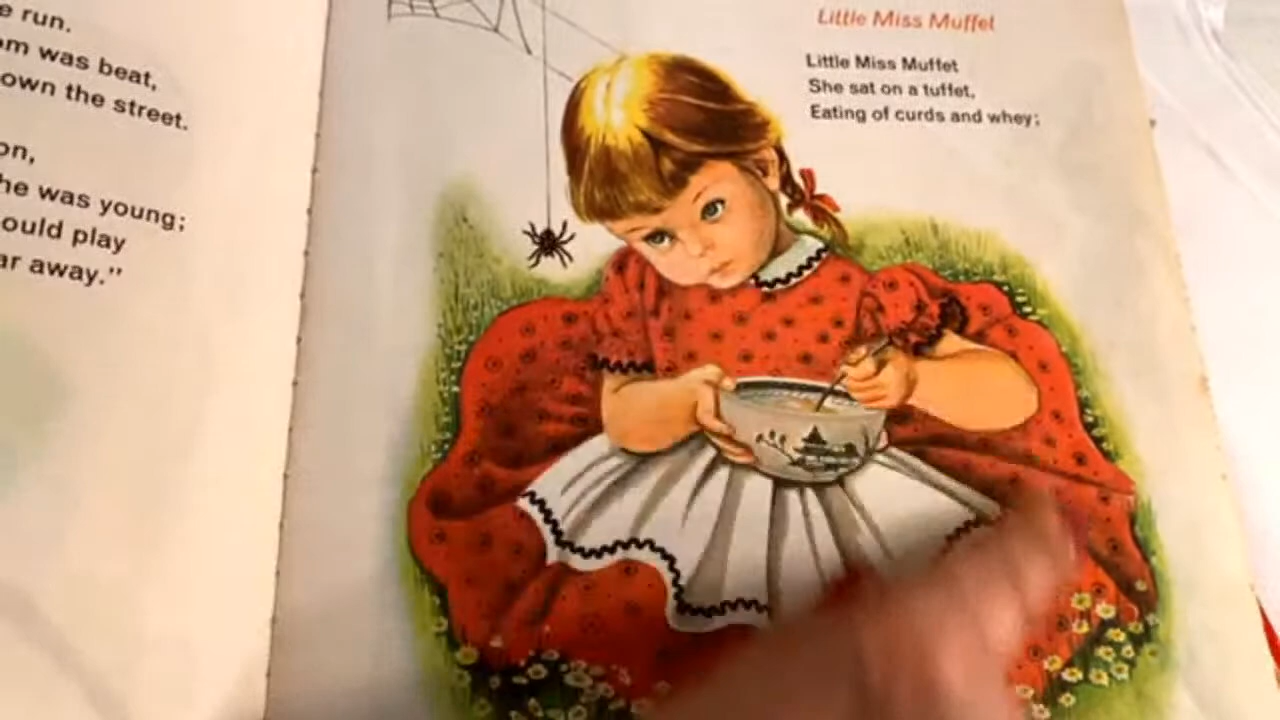 run.
was beat,
own the street.
on,
he was young;
ould play
ar away."
Little Miss Muffet
Little Miss Muffet
She sat on a tuffet,
Eating of curds and whey;